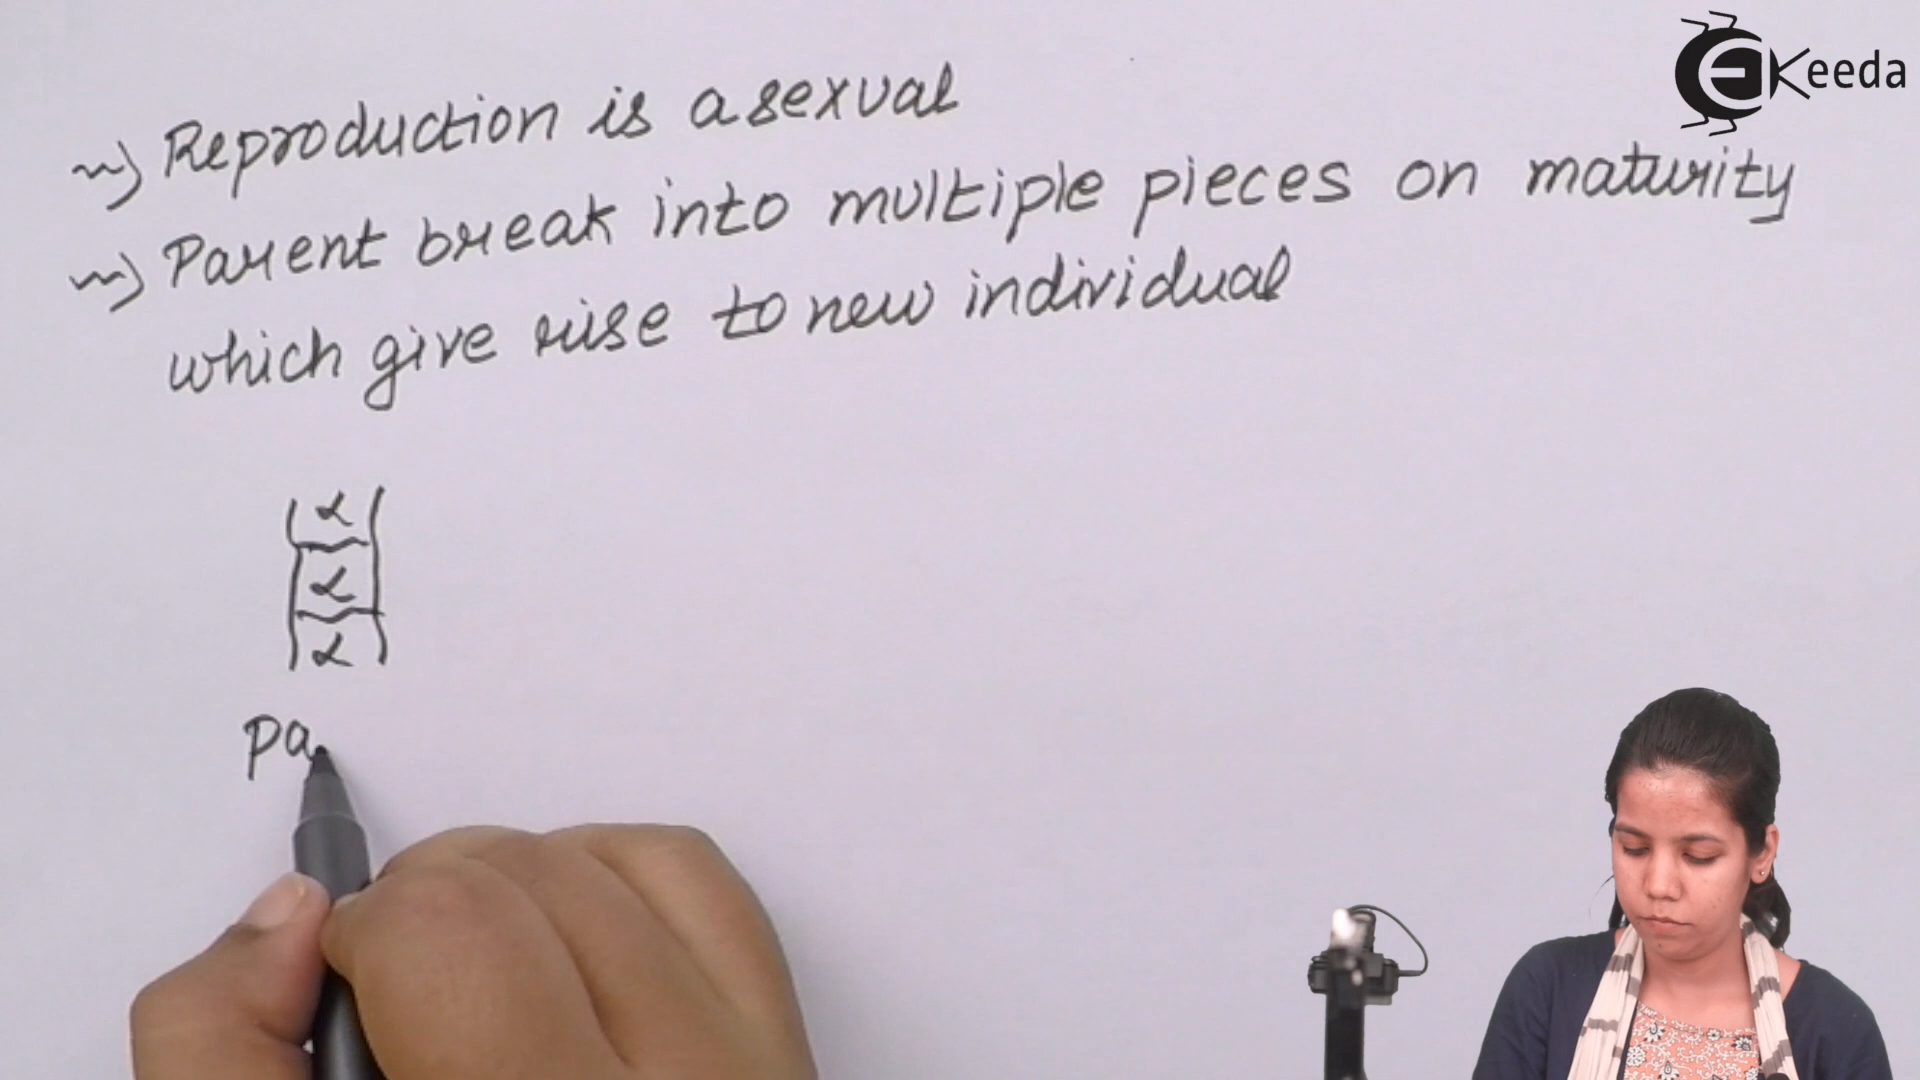 Keeda
~~> Reproduction is asexual
~~> Parent break into multiple pieces on maturity
which give rise to new individual
α
α
α
Pa